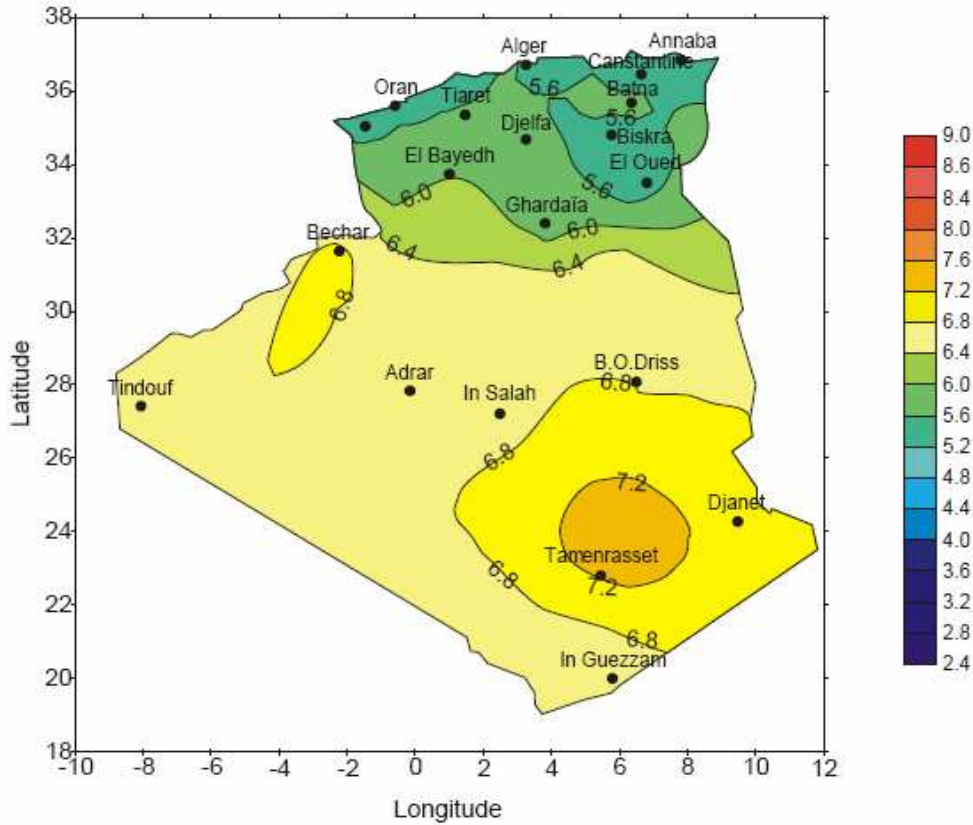 38
36
34
32
30
28
26
24
22
20
18
Latitude
-10 -8 -6 -4 -2 0 2 4 6 8 10 12
Longitude
Alger
Annaba
Canstantine
Oran
Tiaret
5.6
Batna
5.6
Djelfa
Biskra
El Bayedh
El Oued
5.6
6.0
Ghardaïa
6.0
Bechar
6.4
6.4
6.8
Tindouf
Adrar
In Salah
B.O.Driss
6.8
6.8
7.2
Djanet
Tamenrasset
7.2
6.8
6.8
In Guezzam
9.0
8.6
8.4
8.0
7.6
7.2
6.8
6.4
6.0
5.6
5.2
4.8
4.4
4.0
3.6
3.2
2.8
2.4